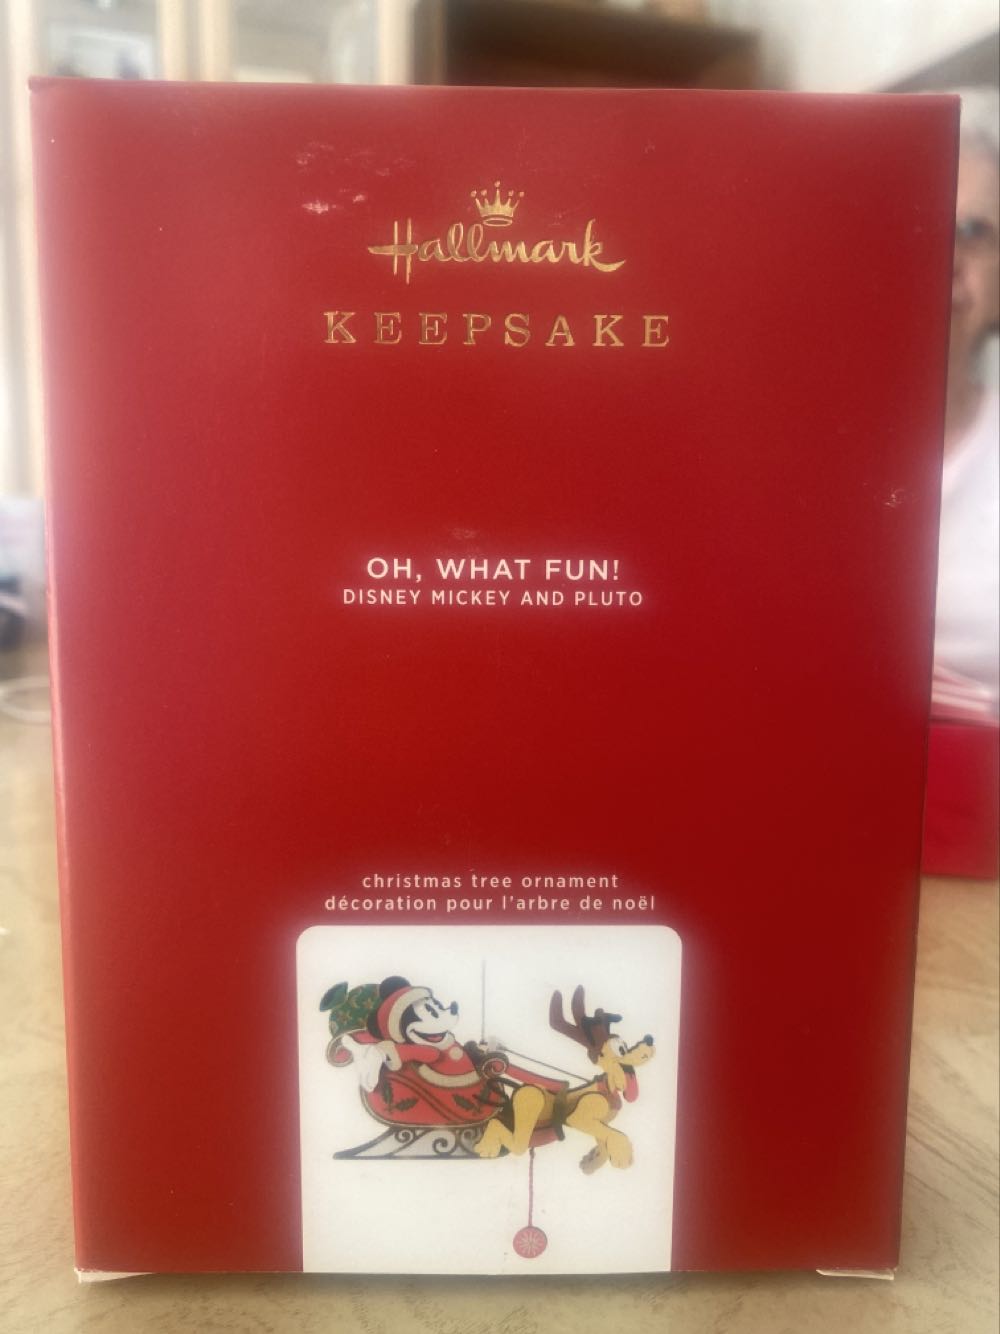 Hallmark
KEEPSAKE
OH, WHAT FUN!
DISNEY MICKEY AND PLUTO
christmas tree ornament
décoration pour l'arbre de noël